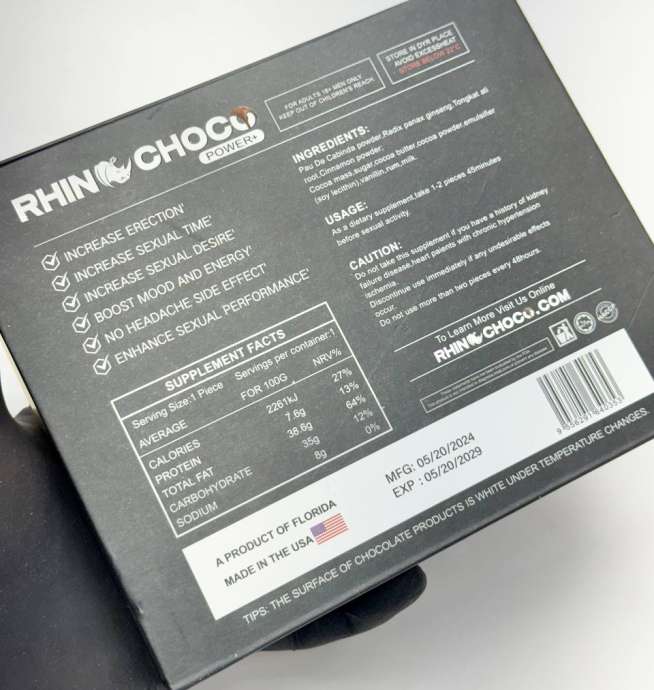 STORE IN DYR PLACE
AVOID EXCESSHEAT
STORE BELOW 22°C
FOR ADULTS 18+ MEN ONLY
KEEP OUT OF CHILDREN'S REACH
RHINO CHOCO
POWER+
INCREASE ERECTION'
INCREASE SEXUAL TIME'
INCREASE SEXUAL DESIRE'
BOOST MOOD AND ENERGY'
NO HEADACHE SIDE EFFECT'
ENHANCE SEXUAL PERFORMANCE'
INGREDIENTS:
Pau De Cabinda powder,Radix panax ginseng,Tongkat ali
root,Cinnamon powder.
Cocoa mass,sugar,cocoa butter,cocoa powder,emulsifier
(soy lecithin),vanillin,rum,milk.
USAGE:
As a dietary supplement,take 1-2 pieces 45minutes
before sexual activity.
CAUTION:
Do not take this supplement if you have a history of kidney
failure disease,heart patients with chronic hypertension
ischemia.
Discontinue use immediately if any undesirable effects
occur.
Do not use more than two pieces every 48hours.
To Learn More Visit Us Online
RHINOCHOCO.COM
SUPPLEMENT FACTS
Serving Size:1 Piece Servings per container:1
AVERAGE FOR 100G NRV%
CALORIES 2261kJ 27%
PROTEIN 7.6g 13%
TOTAL FAT 38.6g 64%
CARBOHYDRATE 35g 12%
SODIUM 8g 0%
A PRODUCT OF FLORIDA
MADE IN THE USA
MFG: 05/20/2024
EXP : 05/20/2029
TIPS: THE SURFACE OF CHOCOLATE PRODUCTS IS WHITE UNDER TEMPERATURE CHANGES.